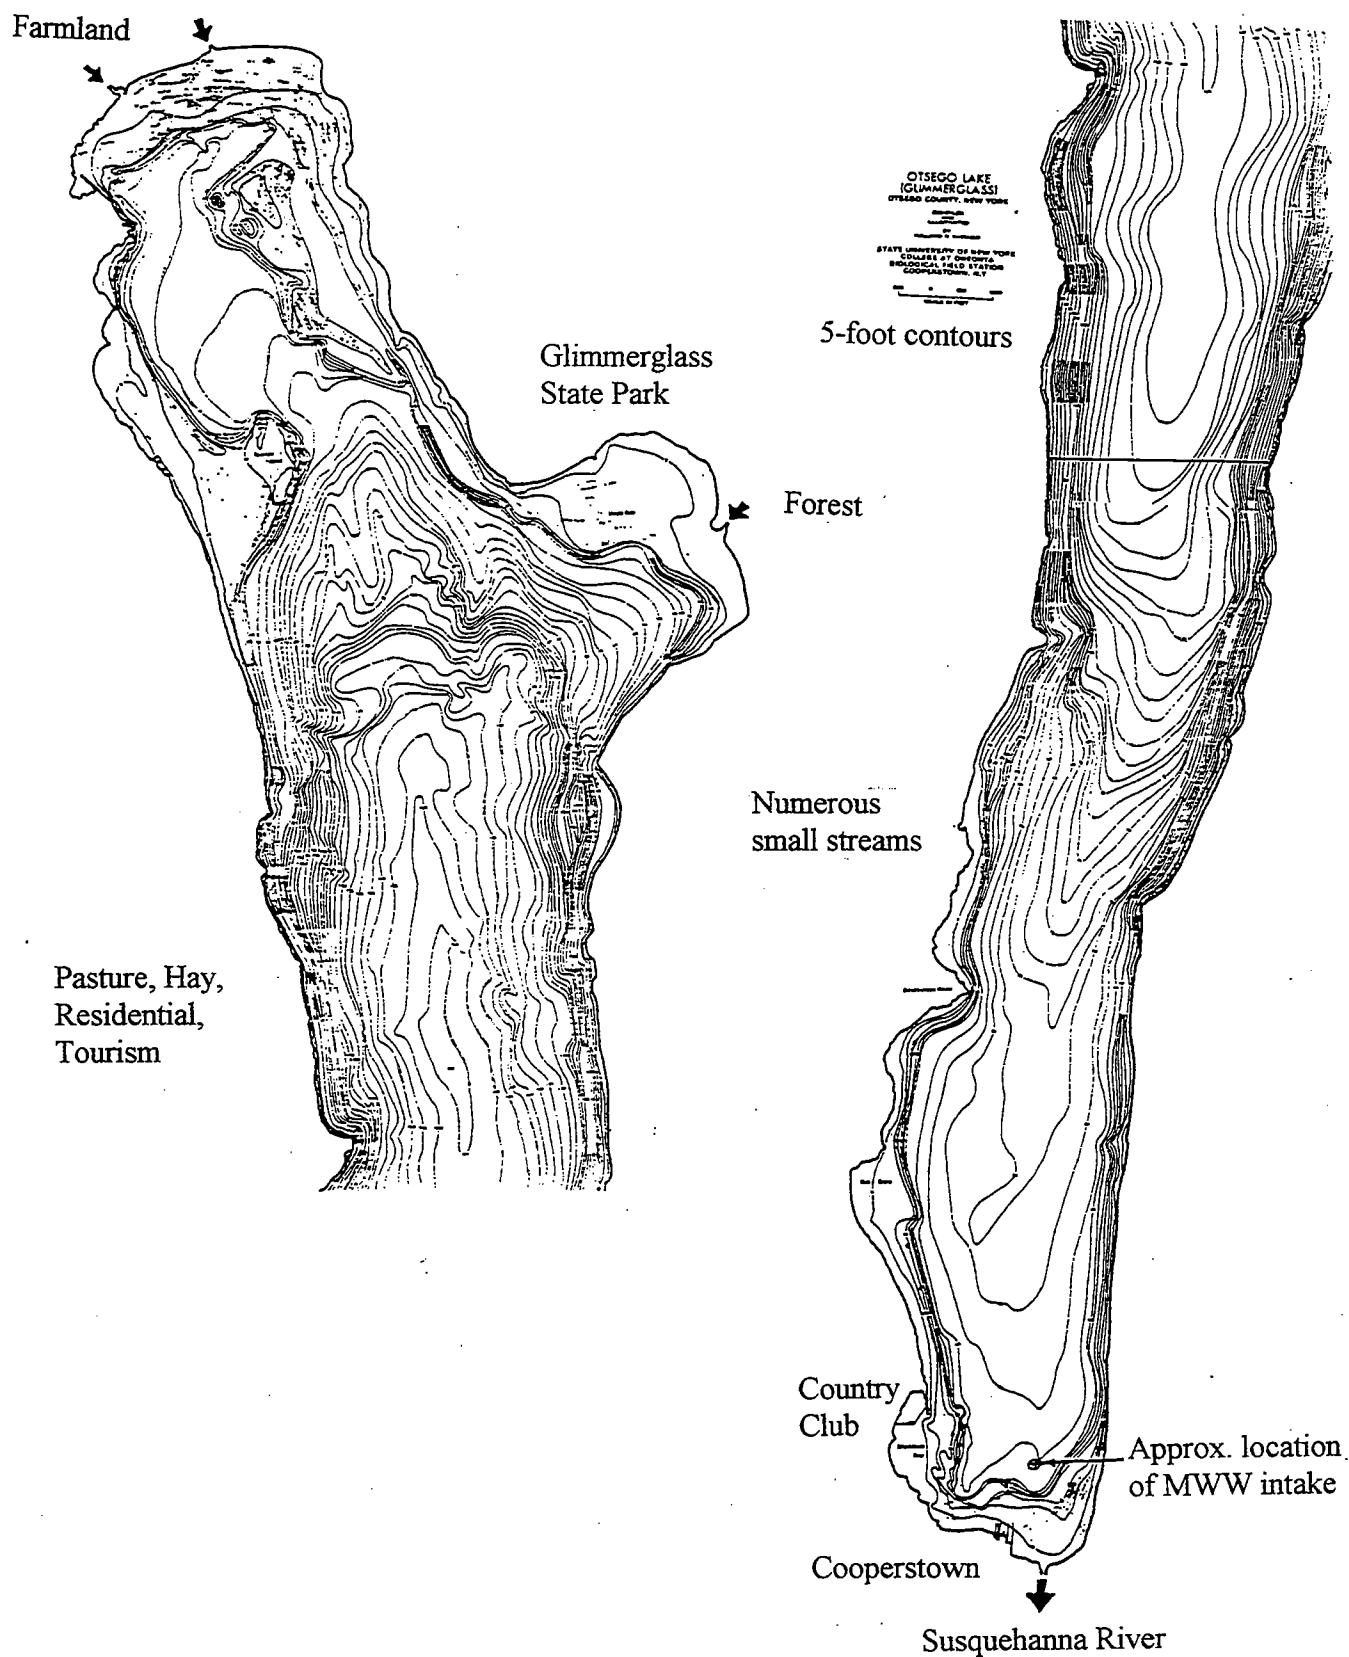 Farmland
OTSEGO LAKE
(GLIMMERGLASS)
OTSEGO COUNTY, NEW YORK
BY
STATE UNIVERSITY OF NEW YORK
COLLEGE AT ONEONTA
BIOLOGICAL FIELD STATION
COOPERSTOWN, N.Y.
5-foot contours
Glimmerglass
State Park
Forest
Numerous
small streams
Pasture, Hay,
Residential,
Tourism
Country
Club
Approx. location
of MWW intake
Cooperstown
Susquehanna River